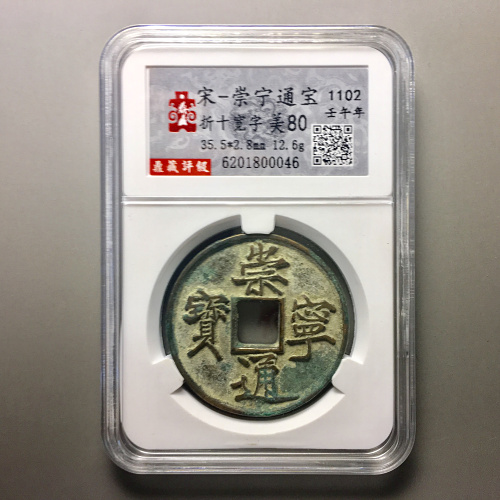 宋-崇宁通宝 1102
壬午年
折十宽字 美80
35.5*2.8mm 12.6g
6201800046
鼎藏评级
崇
寶 寧
通